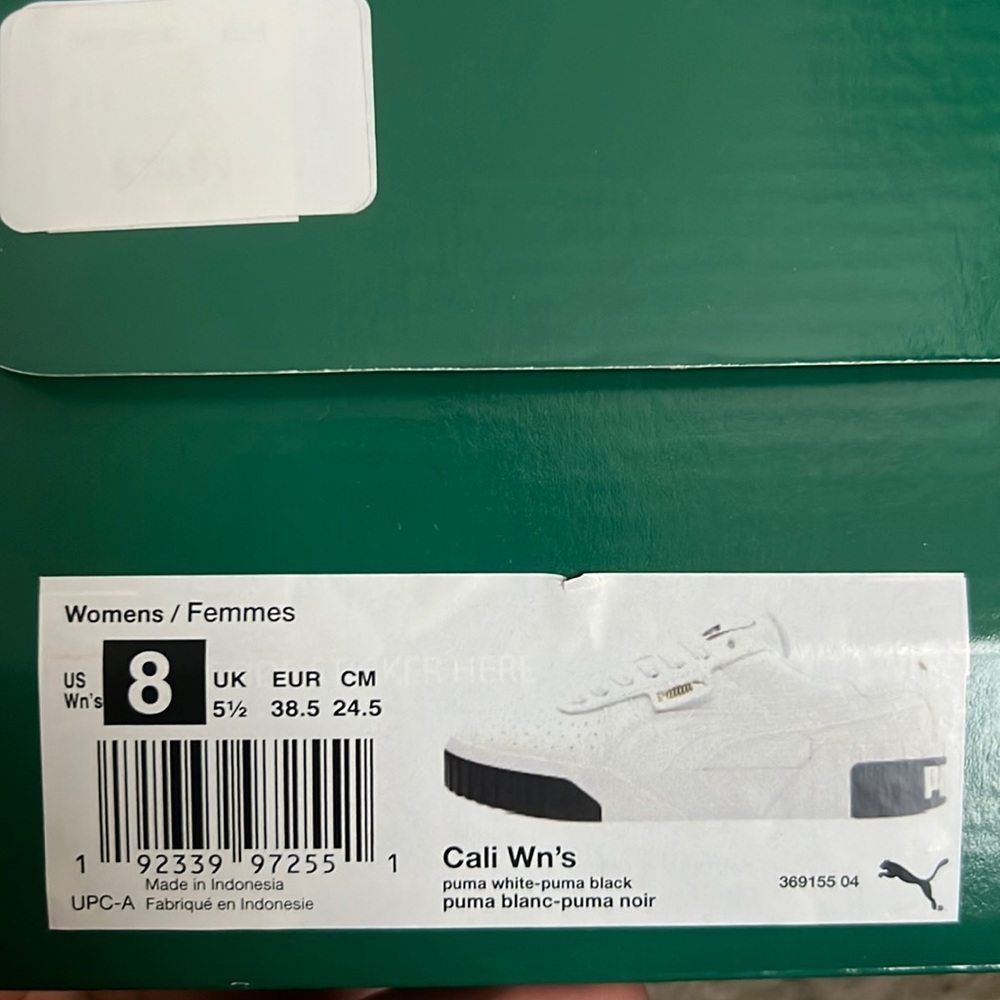 Womens / Femmes
US Wn's 8
UK EUR CM
5½ 38.5 24.5
PUMA
1 92339 97255 1
Made in Indonesia
UPC-A Fabriqué en Indonesie
Cali Wn's
puma white-puma black
puma blanc-puma noir
369155 04